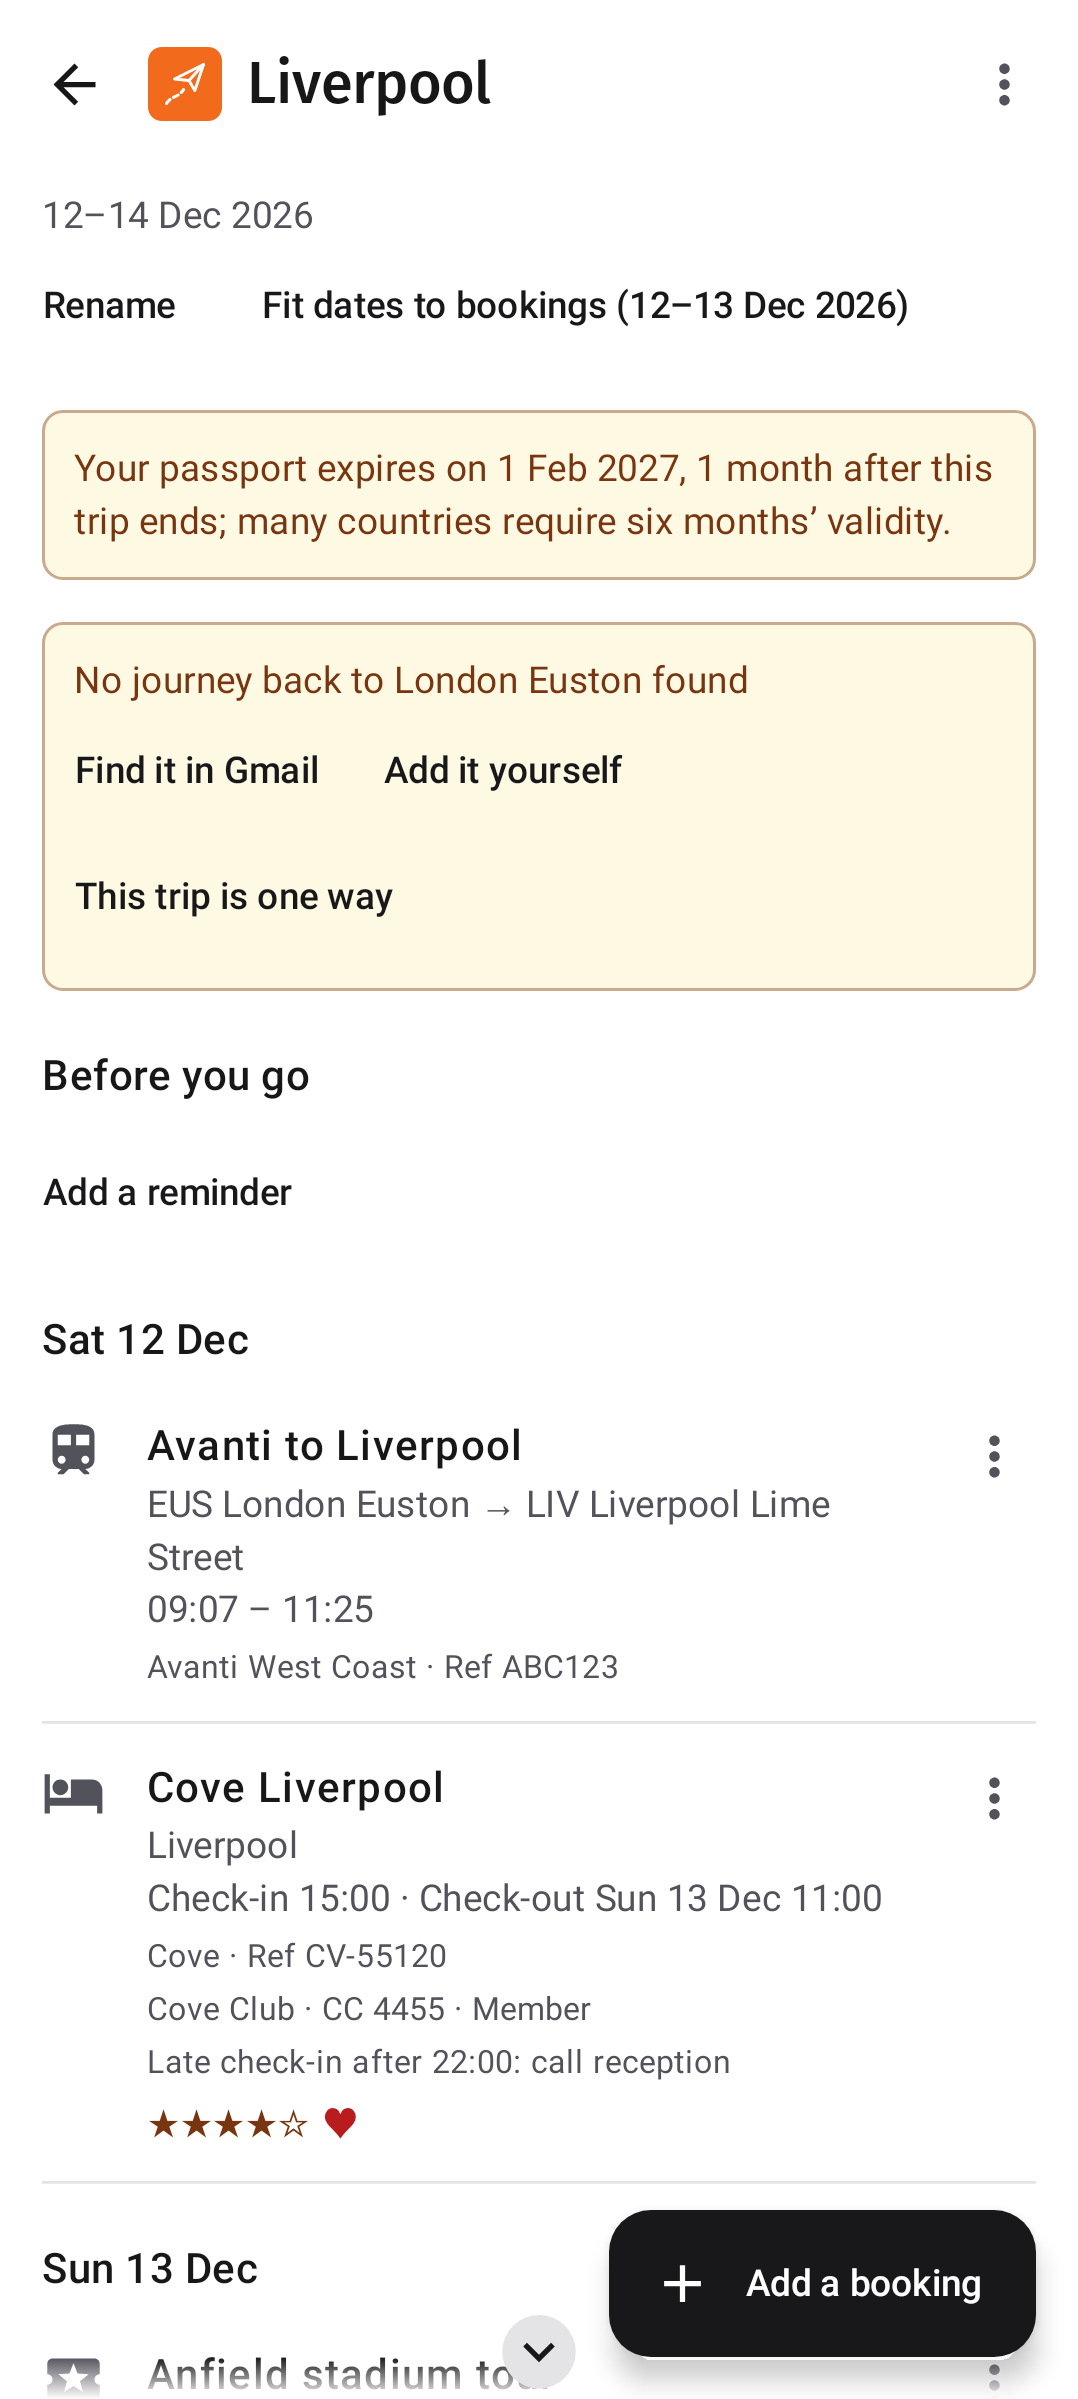 Liverpool
12–14 Dec 2026
Rename
Fit dates to bookings (12–13 Dec 2026)
Your passport expires on 1 Feb 2027, 1 month after this
trip ends; many countries require six months’ validity.
No journey back to London Euston found
Find it in Gmail
Add it yourself
This trip is one way
Before you go
Add a reminder
Sat 12 Dec
Avanti to Liverpool
EUS London Euston → LIV Liverpool Lime
Street
09:07 – 11:25
Avanti West Coast · Ref ABC123
Cove Liverpool
Liverpool
Check-in 15:00 · Check-out Sun 13 Dec 11:00
Cove · Ref CV-55120
Cove Club · CC 4455 · Member
Late check-in after 22:00: call reception
★★★★☆ ♥
Sun 13 Dec
Add a booking
Anfield stadium